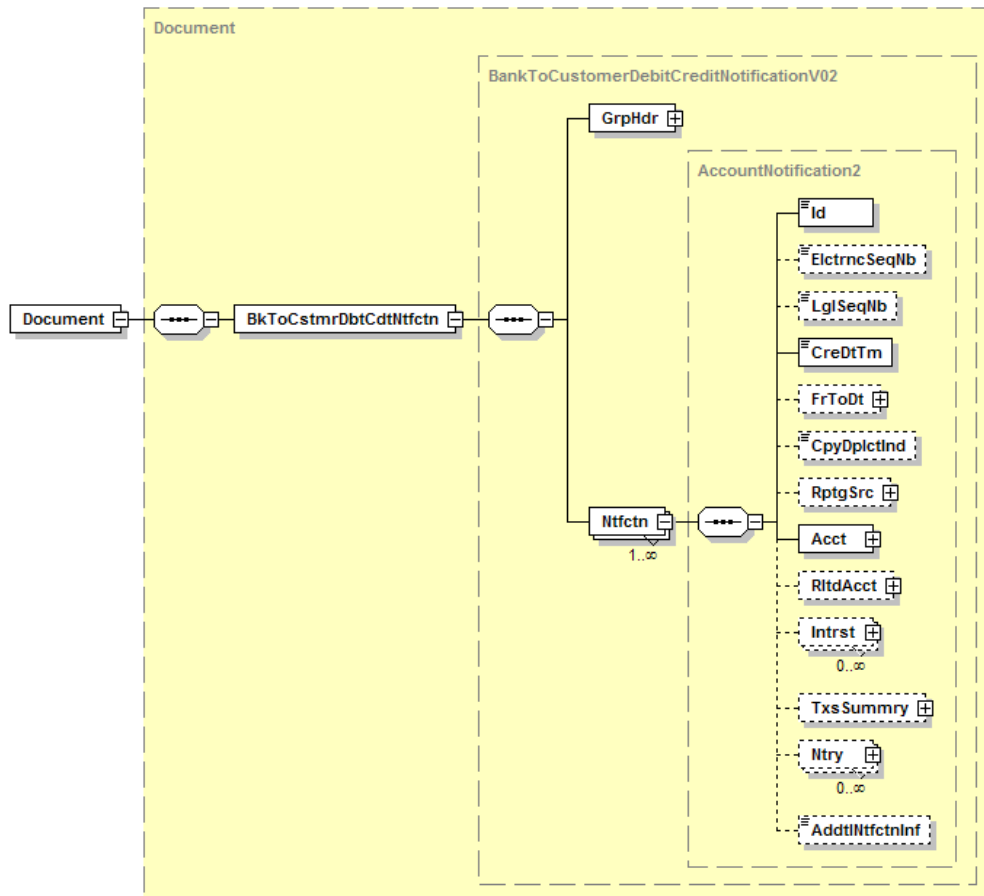 Document
BankToCustomerDebitCreditNotificationV02
GrpHdr
AccountNotification2
Id
ElctrncSeqNb
LglSeqNb
Document
BkToCstmrDbtCdtNtfctn
CreDtTm
FrToDt
CpyDplctInd
RptgSrc
Ntfctn
1..∞
Acct
RltdAcct
Intrst
0..∞
TxsSummry
Ntry
0..∞
AddtlNtfctnInf